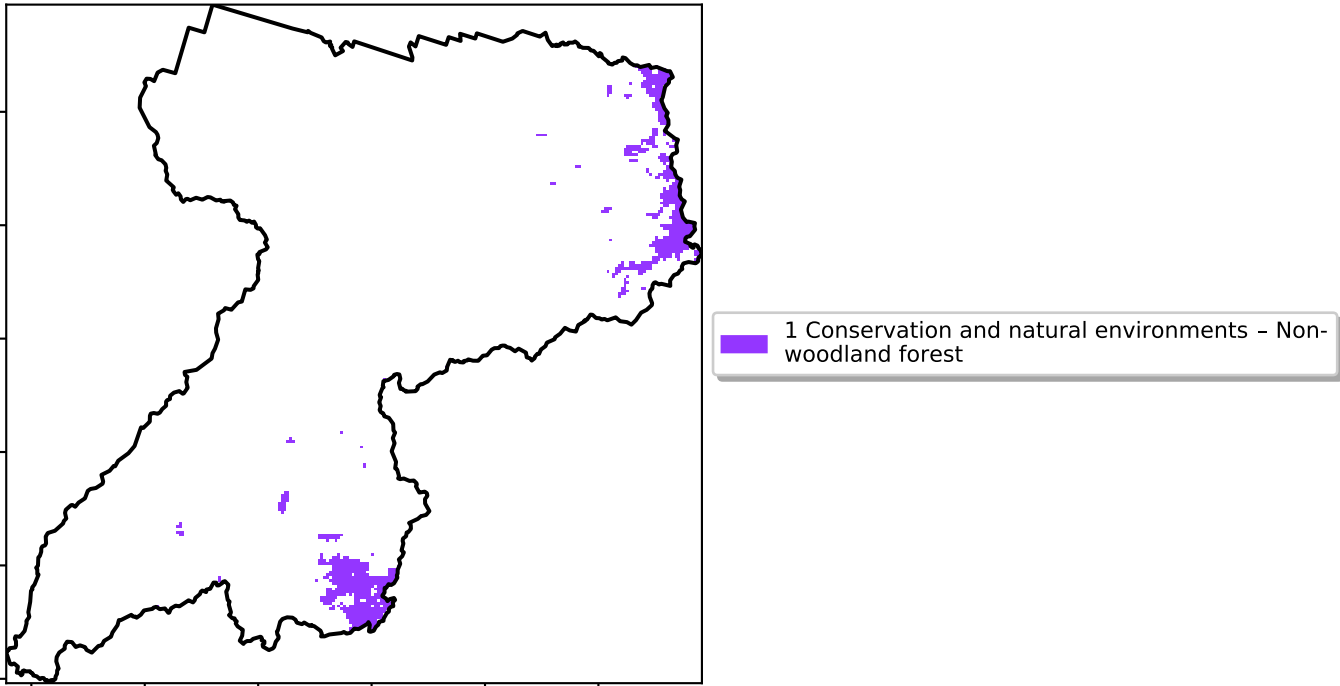 1 Conservation and natural environments – Non-
woodland forest